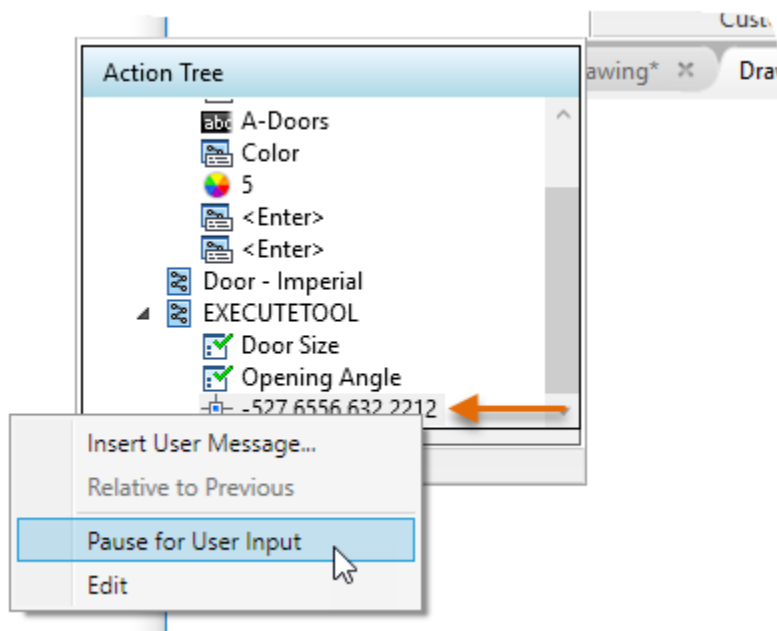 Cust
Action Tree
awing*
Dra
abc A-Doors
Color
5
<Enter>
<Enter>
Door - Imperial
EXECUTETOOL
Door Size
Opening Angle
-527.6556,632.2212
Insert User Message...
Relative to Previous
Pause for User Input
Edit